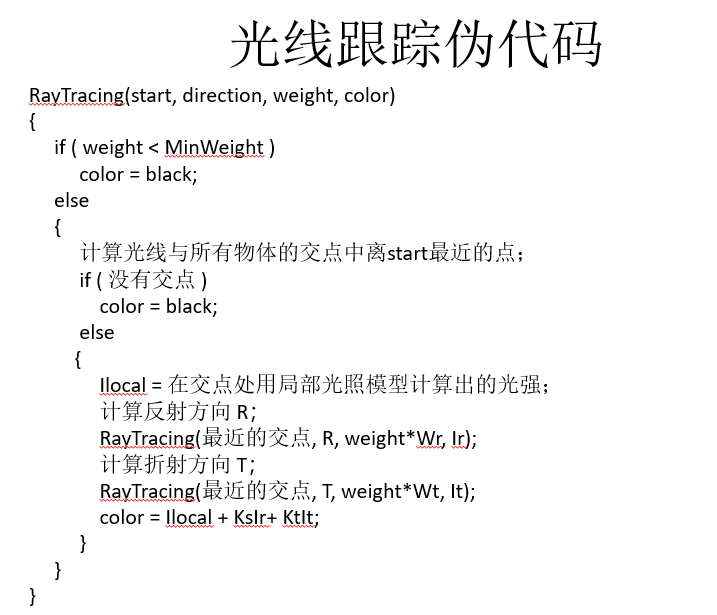 光线跟踪伪代码
RayTracing(start, direction, weight, color)
{
if ( weight < MinWeight )
color = black;
else
{
计算光线与所有物体的交点中离start最近的点；
if ( 没有交点 )
color = black;
else
{
Ilocal = 在交点处用局部光照模型计算出的光强；
计算反射方向 R；
RayTracing(最近的交点, R, weight*Wr, Ir);
计算折射方向 T；
RayTracing(最近的交点, T, weight*Wt, It);
color = Ilocal + KsIr+ KtIt;
}
}
}